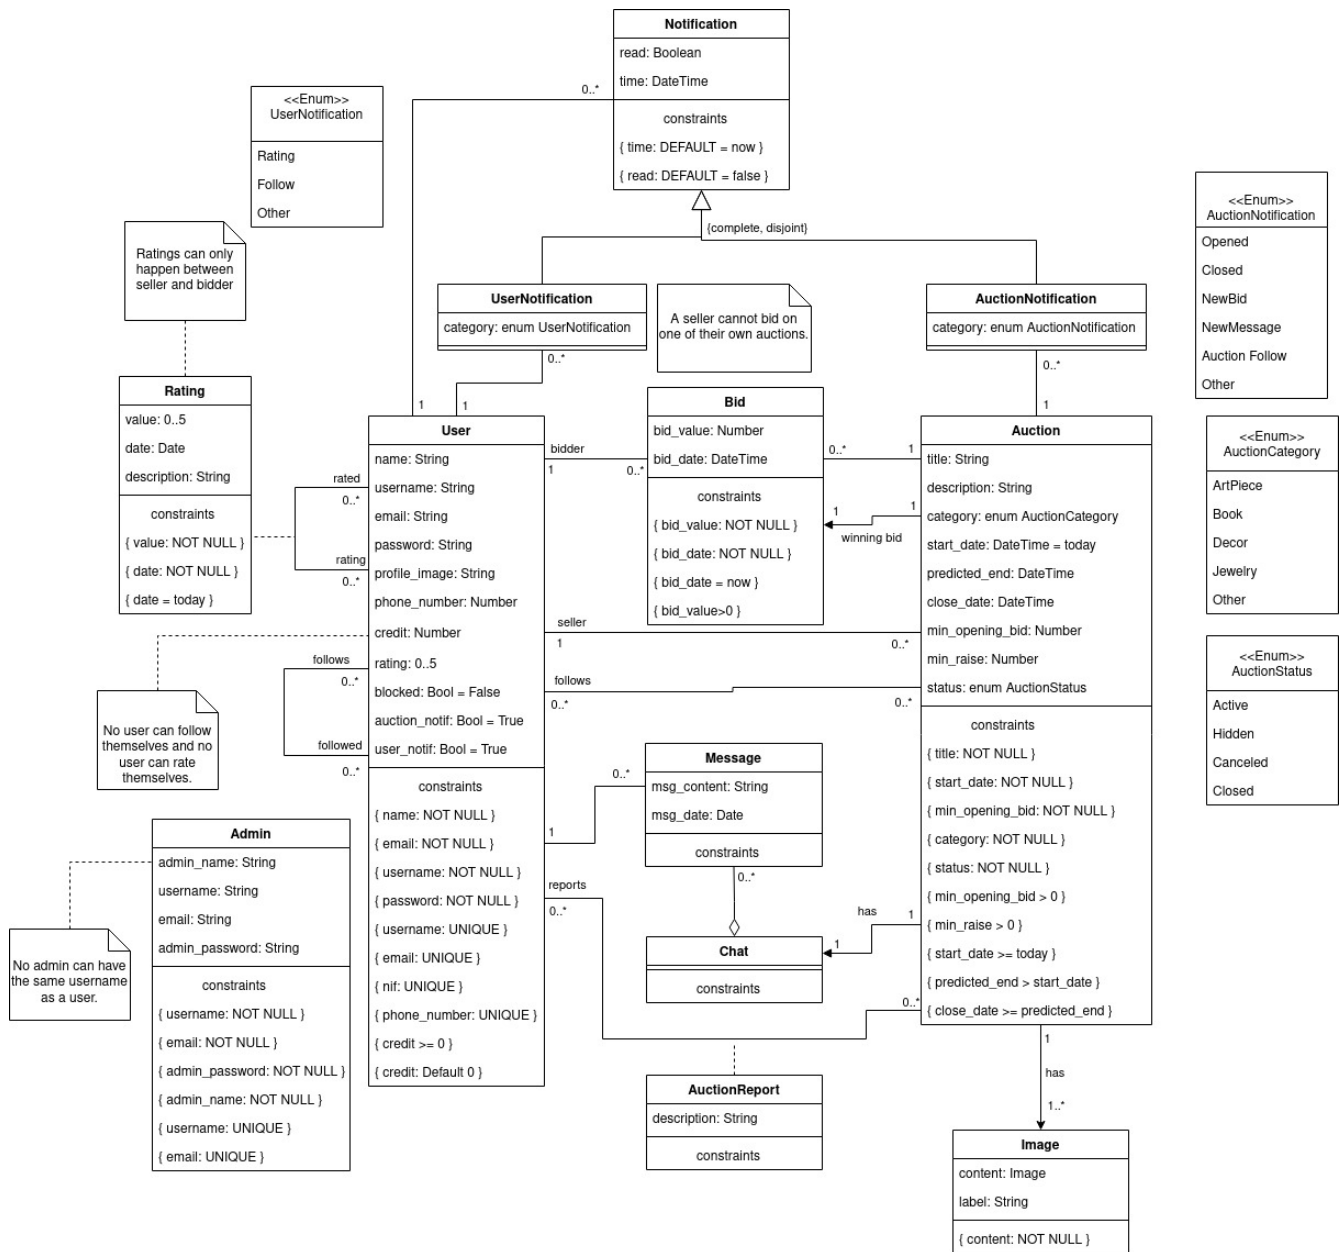 Notification
read: Boolean
time: DateTime
constraints
{ time: DEFAULT = now }
{ read: DEFAULT = false }
0..*
1
{complete, disjoint}
<<Enum>>
UserNotification
Rating
Follow
Other
Ratings can only
happen between
seller and bidder
UserNotification
category: enum UserNotification
0..*
1
A seller cannot bid on
one of their own auctions.
AuctionNotification
category: enum AuctionNotification
0..*
1
<<Enum>>
AuctionNotification
Opened
Closed
NewBid
NewMessage
Auction Follow
Other
Rating
value: 0..5
date: Date
description: String
constraints
{ value: NOT NULL }
{ date: NOT NULL }
{ date = today }
rated
0..*
rating
0..*
User
name: String
username: String
email: String
password: String
profile_image: String
phone_number: Number
credit: Number
rating: 0..5
blocked: Bool = False
auction_notif: Bool = True
user_notif: Bool = True
constraints
{ name: NOT NULL }
{ email: NOT NULL }
{ username: NOT NULL }
{ password: NOT NULL }
{ username: UNIQUE }
{ email: UNIQUE }
{ nif: UNIQUE }
{ phone_number: UNIQUE }
{ credit >= 0 }
{ credit: Default 0 }
bidder
1
0..*
Bid
bid_value: Number
bid_date: DateTime
constraints
{ bid_value: NOT NULL }
{ bid_date: NOT NULL }
{ bid_date = now }
{ bid_value>0 }
0..*
1
1
1
winning bid
seller
1
0..*
follows
0..*
0..*
Auction
title: String
description: String
category: enum AuctionCategory
start_date: DateTime = today
predicted_end: DateTime
close_date: DateTime
min_opening_bid: Number
min_raise: Number
status: enum AuctionStatus
constraints
{ title: NOT NULL }
{ start_date: NOT NULL }
{ min_opening_bid: NOT NULL }
{ category: NOT NULL }
{ status: NOT NULL }
{ min_opening_bid > 0 }
{ min_raise > 0 }
{ start_date >= today }
{ predicted_end > start_date }
{ close_date >= predicted_end }
<<Enum>>
AuctionCategory
ArtPiece
Book
Decor
Jewelry
Other
<<Enum>>
AuctionStatus
Active
Hidden
Canceled
Closed
follows
0..*
followed
0..*
No user can follow
themselves and no
user can rate
themselves.
Message
msg_content: String
msg_date: Date
constraints
0..*
1
0..*
Chat
constraints
has
1
1
Admin
admin_name: String
username: String
email: String
admin_password: String
constraints
{ username: NOT NULL }
{ email: NOT NULL }
{ admin_password: NOT NULL }
{ admin_name: NOT NULL }
{ username: UNIQUE }
{ email: UNIQUE }
No admin can have
the same username
as a user.
reports
0..*
0..*
AuctionReport
description: String
constraints
1
has
1..*
Image
content: Image
label: String
{ content: NOT NULL }